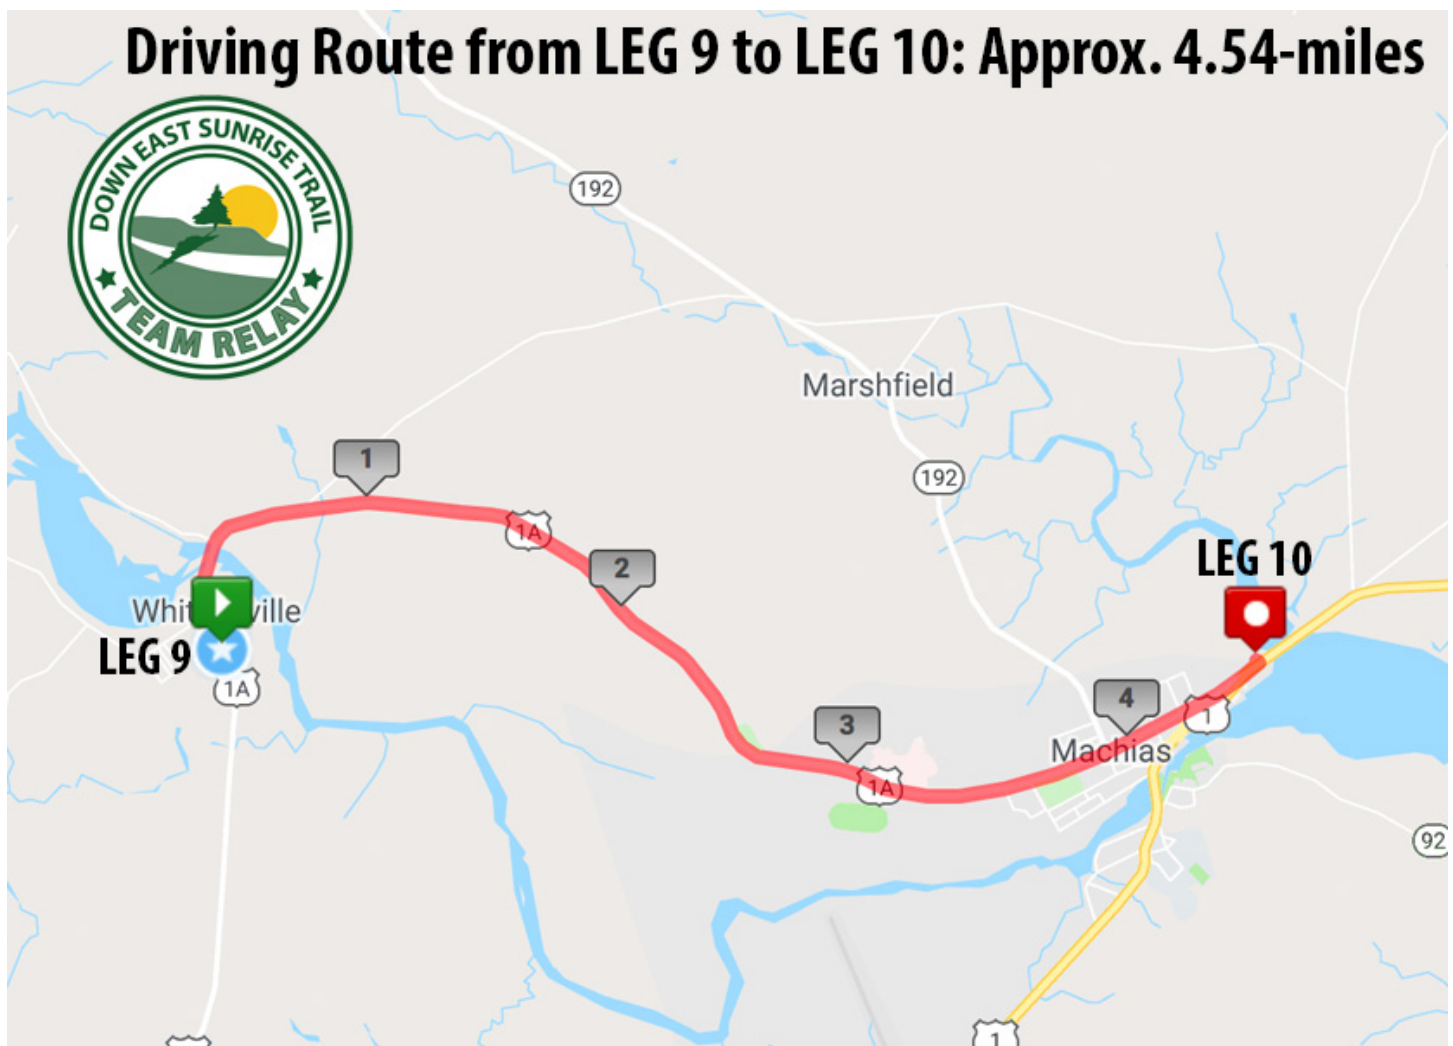 Driving Route from LEG 9 to LEG 10: Approx. 4.54-miles
DOWN EAST SUNRISE TRAIL
TEAM RELAY
192
Marshfield
1
192
1A
2
LEG 10
LEG 9
1A
4
1
3
Machias
1A
92
1